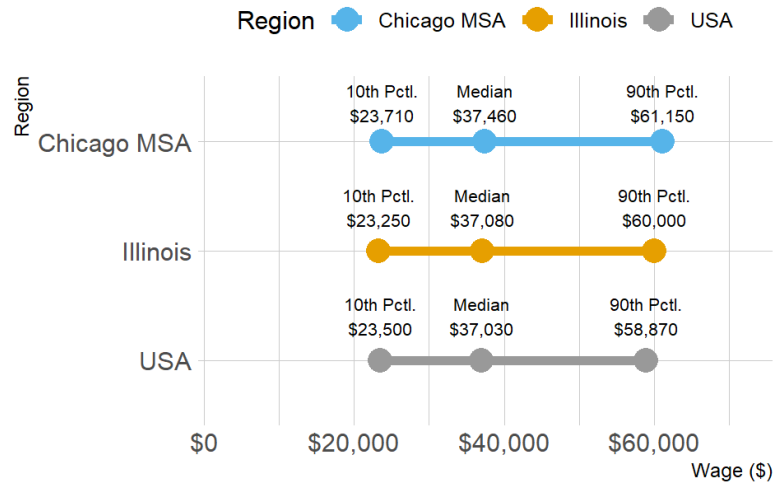 Region Chicago MSA Illinois USA
Region
10th Pctl. Median 90th Pctl.
$23,710 $37,460 $61,150
Chicago MSA
10th Pctl. Median 90th Pctl.
$23,250 $37,080 $60,000
Illinois
10th Pctl. Median 90th Pctl.
$23,500 $37,030 $58,870
USA
$0 $20,000 $40,000 $60,000
Wage ($)